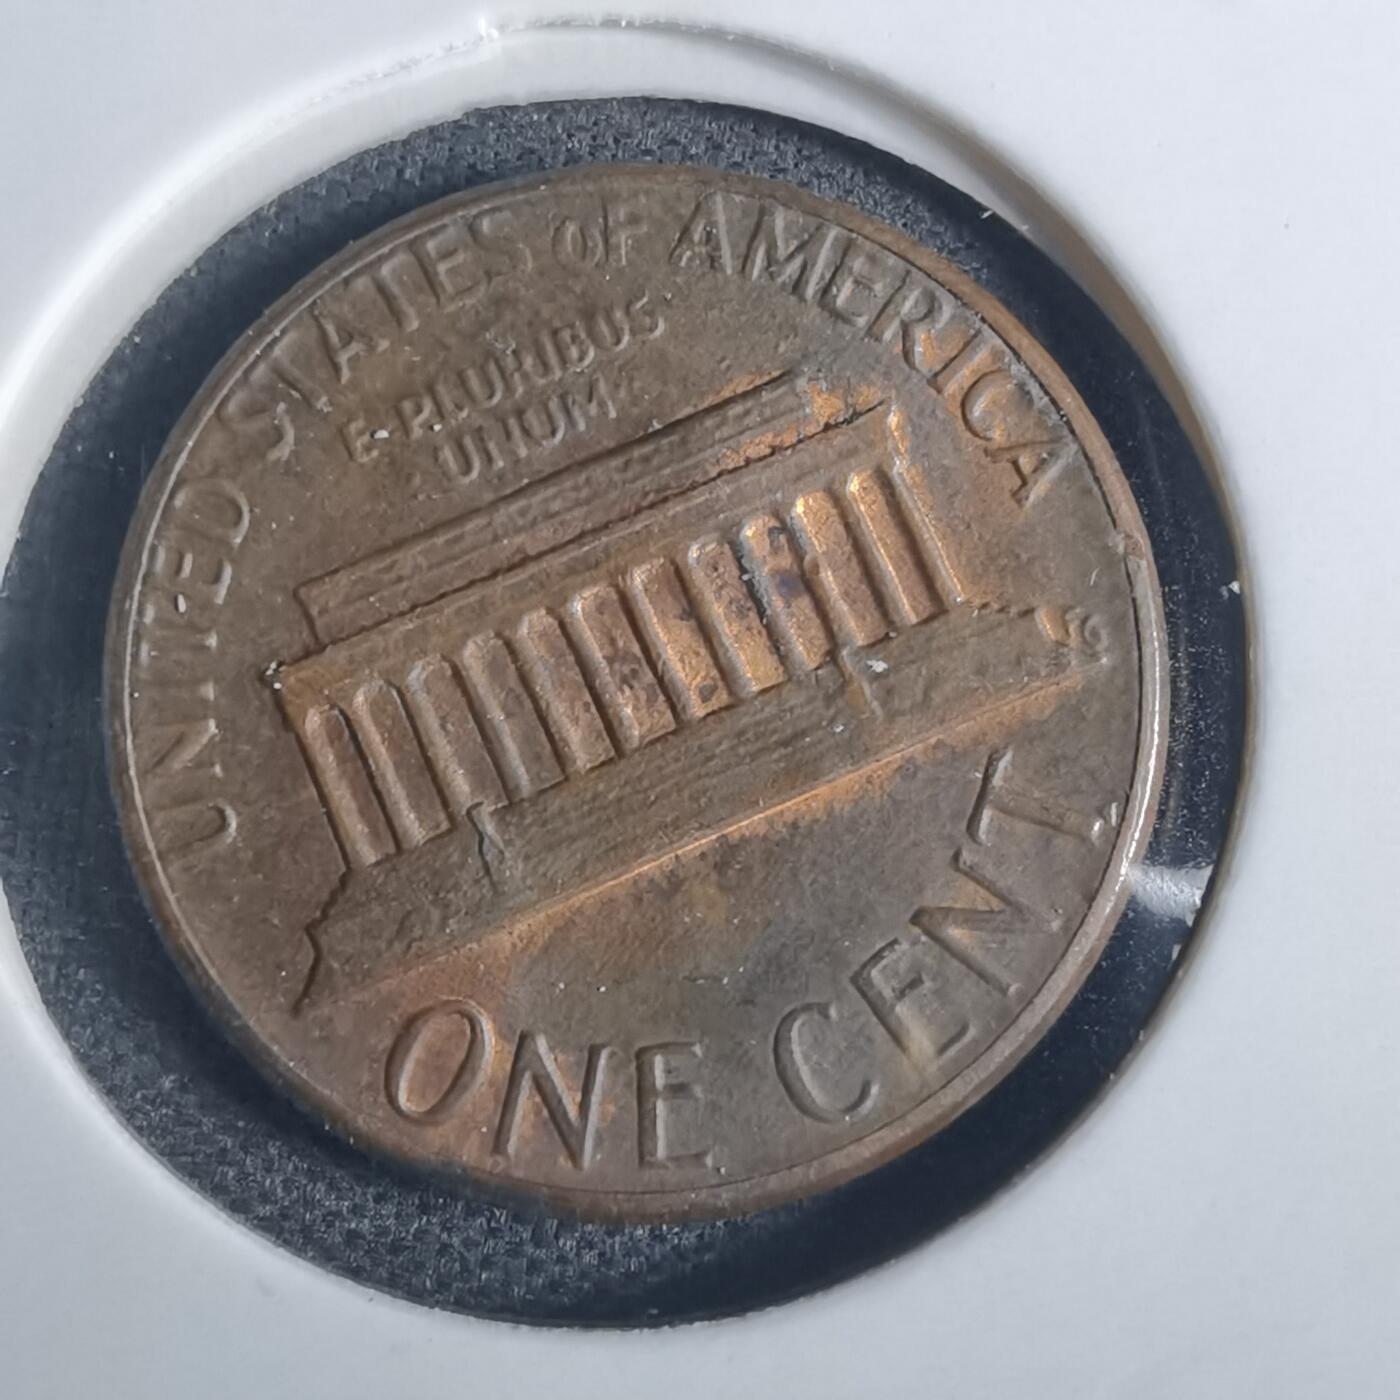 UNITED STATES OF AMERICA
E·PLURIBUS
UNUM
ONE CENT